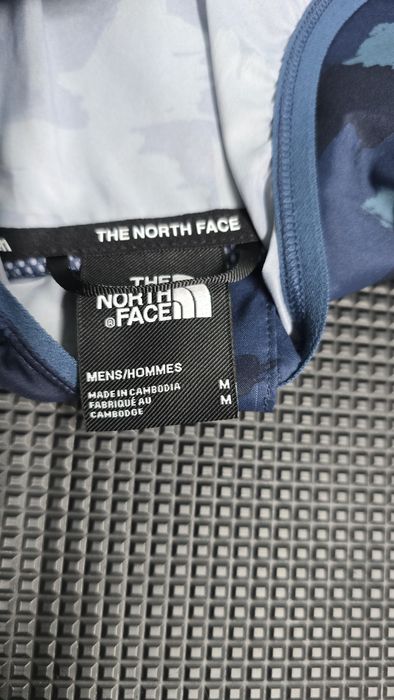 THE NORTH FACE
THE
NORTH
®FACE
MENS/HOMMES
MADE IN CAMBODIA M
FABRIQUÉ AU M
CAMBODGE